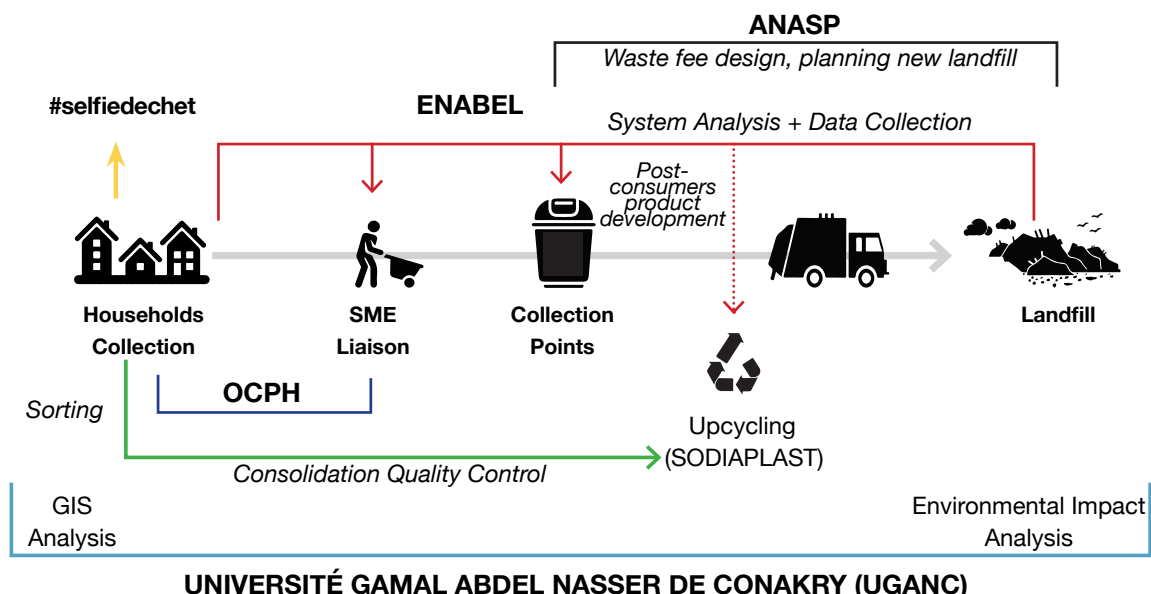 ANASP
Waste fee design, planning new landfill
#selfiedechet
ENABEL
System Analysis + Data Collection
Post-
consumers
product
development
Households
Collection
SME
Liaison
Collection
Points
Landfill
OCPH
Sorting
Upcycling
(SODIAPLAST)
Consolidation Quality Control
GIS
Analysis
Environmental Impact
Analysis
UNIVERSITÉ GAMAL ABDEL NASSER DE CONAKRY (UGANC)